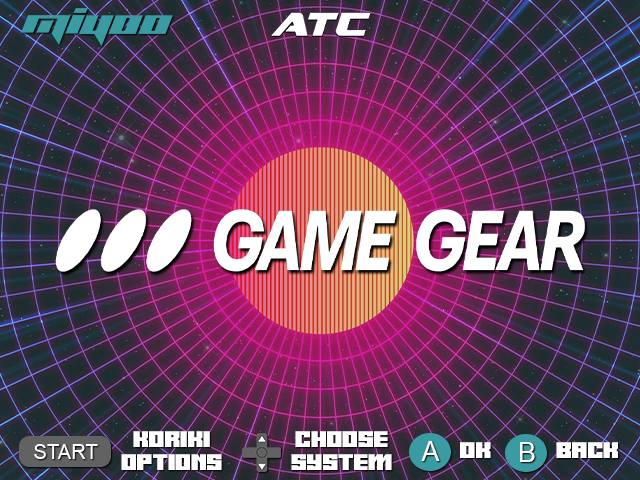 miyoo
ATC
GAME GEAR
START
KORIKI
OPTIONS
CHOOSE
SYSTEM
A
OK
B
BACK